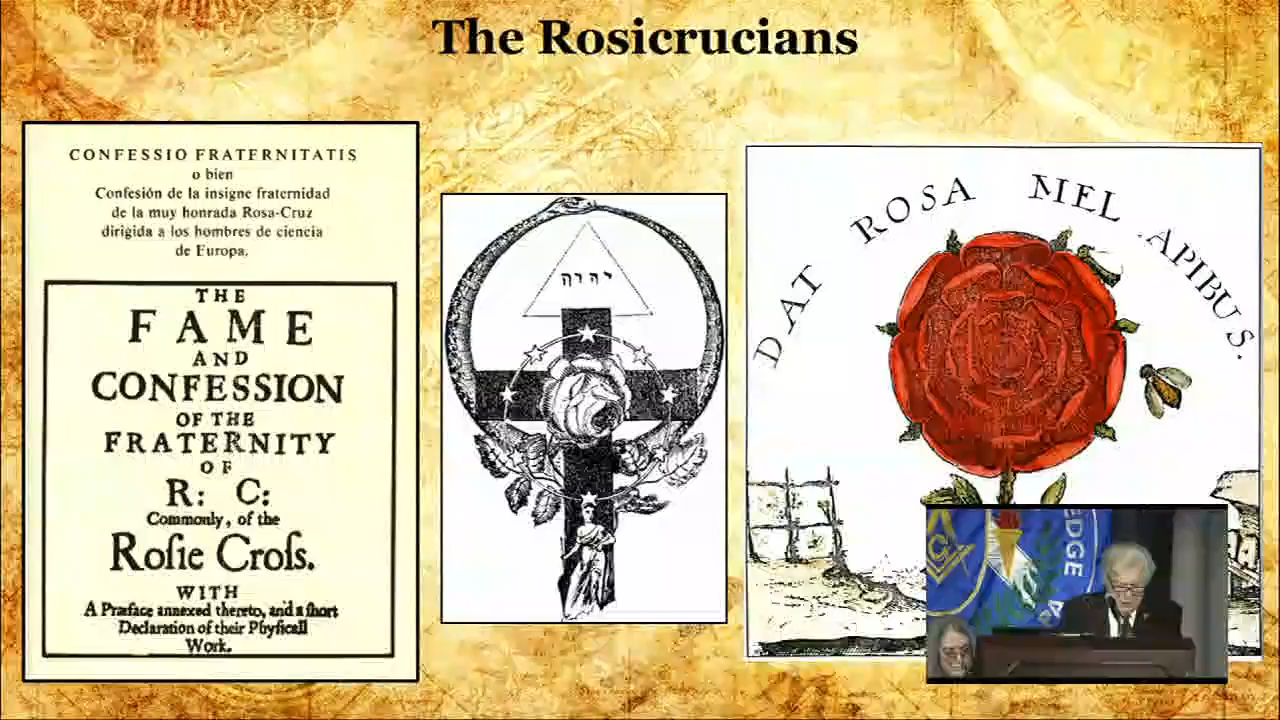 The Rosicrucians
CONFESSIO FRATERNITATIS
o bien
Confesión de la insigne fraternidad
de la muy honrada Rosa-Cruz
dirigida a los hombres de ciencia
de Europa.
THE
FAME
AND
CONFESSION
OF THE
FRATERNITY
OF
R: C:
Commonly, of the
Roſie Croſs.
WITH
A Præface annexed thereto, and a ſhort
Declaration of their Phyſicall
Work.
יהוה
DAT ROSA MEL APIBUS.
G
EDGE